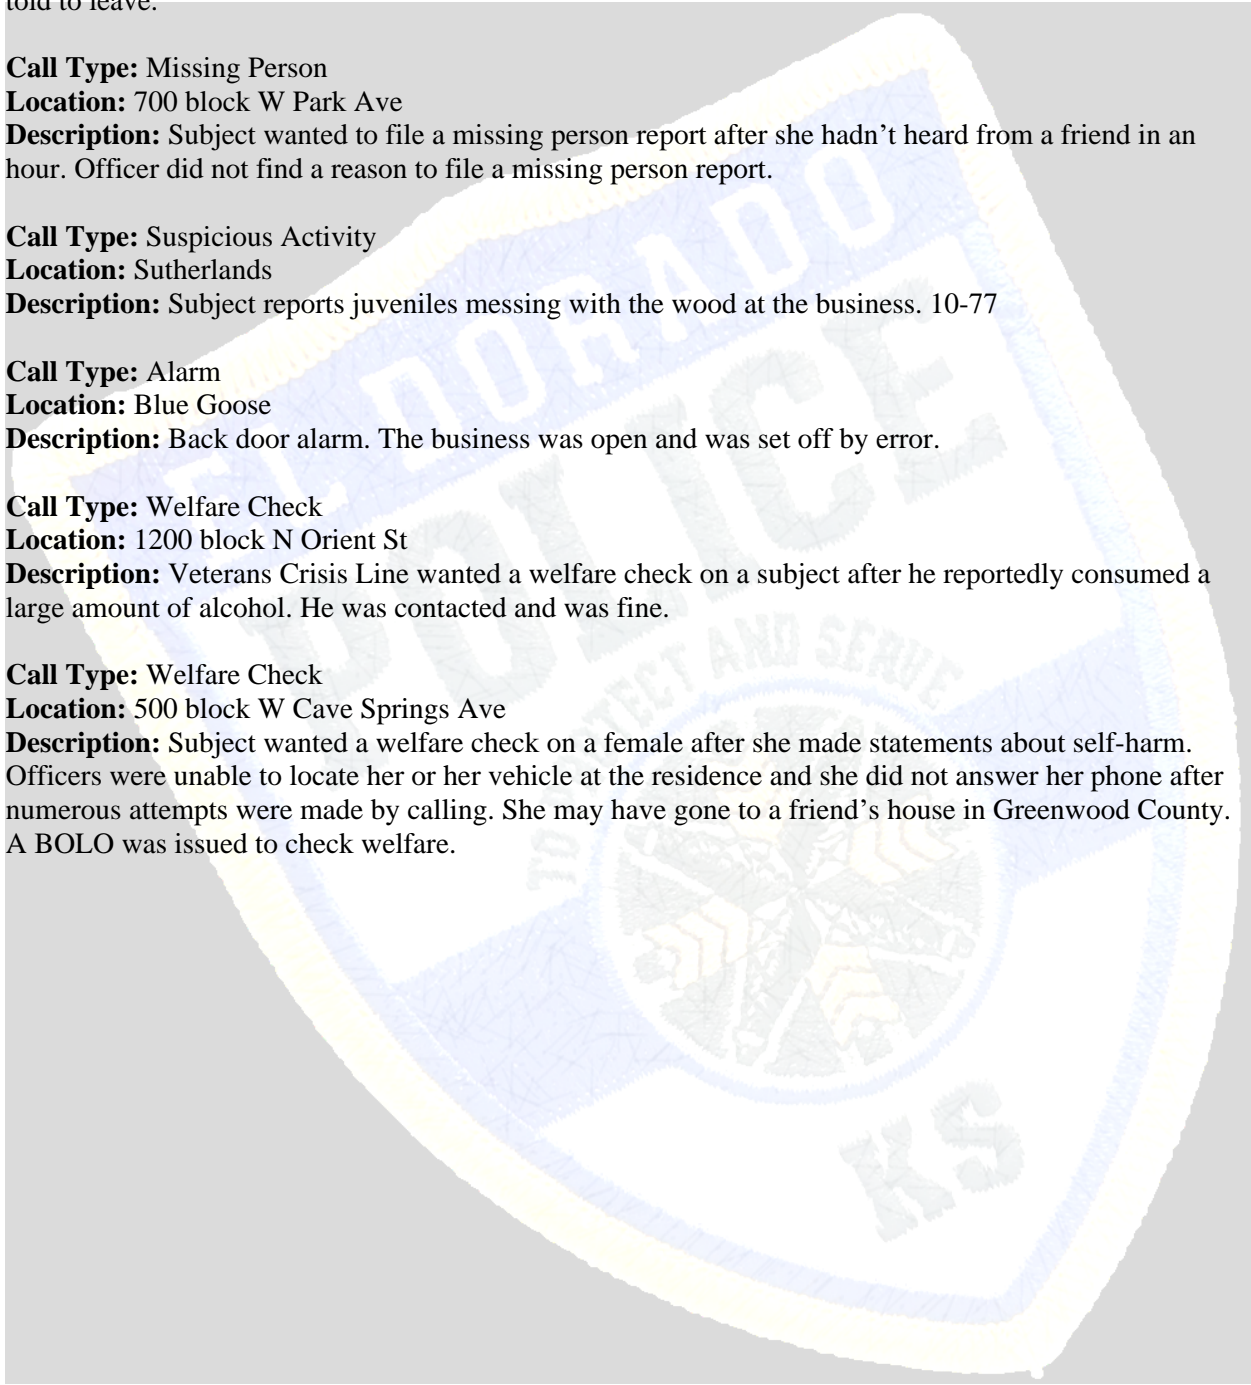 told to leave.
Call Type: Missing Person
Location: 700 block W Park Ave
Description: Subject wanted to file a missing person report after she hadn’t heard from a friend in an
hour. Officer did not find a reason to file a missing person report.
Call Type: Suspicious Activity
Location: Sutherlands
Description: Subject reports juveniles messing with the wood at the business. 10-77
Call Type: Alarm
Location: Blue Goose
Description: Back door alarm. The business was open and was set off by error.
Call Type: Welfare Check
Location: 1200 block N Orient St
Description: Veterans Crisis Line wanted a welfare check on a subject after he reportedly consumed a
large amount of alcohol. He was contacted and was fine.
Call Type: Welfare Check
Location: 500 block W Cave Springs Ave
Description: Subject wanted a welfare check on a female after she made statements about self-harm.
Officers were unable to locate her or her vehicle at the residence and she did not answer her phone after
numerous attempts were made by calling. She may have gone to a friend’s house in Greenwood County.
A BOLO was issued to check welfare.
EL DORADO
POLICE
TO PROTECT AND SERVE
KS